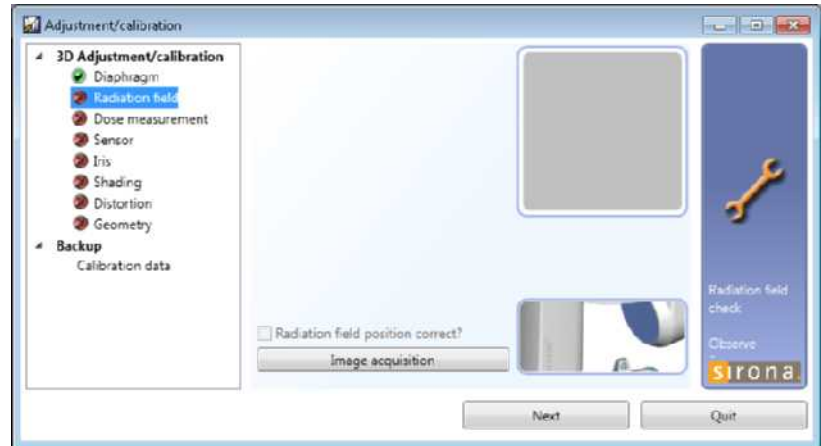 Adjustment/calibration
3D Adjustment/calibration
Diaphragm
Radiation field
Dose measurement
Sensor
Iris
Shading
Distortion
Geometry
Backup
Calibration data
Radiation field position correct?
Image acquisition
Radiation field
check
Observe
sırona.
Next
Quit